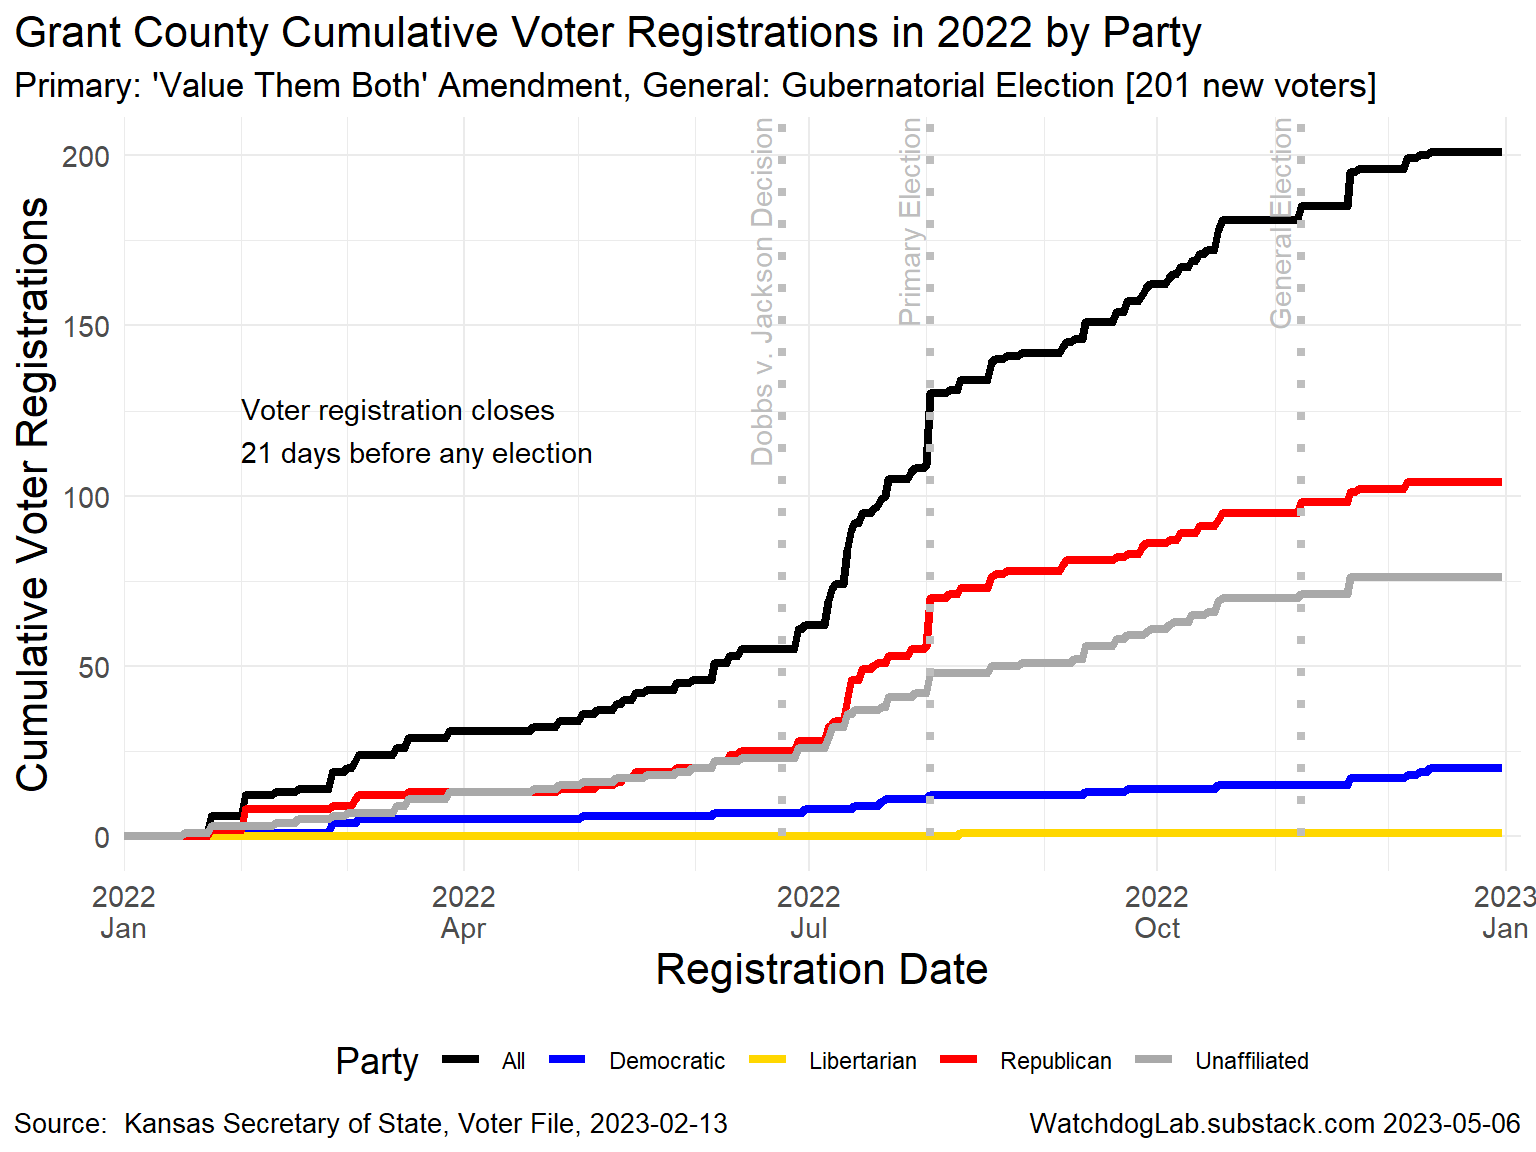 Grant County Cumulative Voter Registrations in 2022 by Party
Primary: 'Value Them Both' Amendment, General: Gubernatorial Election [201 new voters]
Cumulative Voter Registrations
200
150
100
50
0
Dobbs v. Jackson Decision
Primary Election
General Election
Voter registration closes
21 days before any election
2022 2022 2022 2022 2023
Jan Apr Jul Oct Jan
Registration Date
Party All Democratic Libertarian Republican Unaffiliated
Source:  Kansas Secretary of State, Voter File, 2023-02-13
WatchdogLab.substack.com 2023-05-06